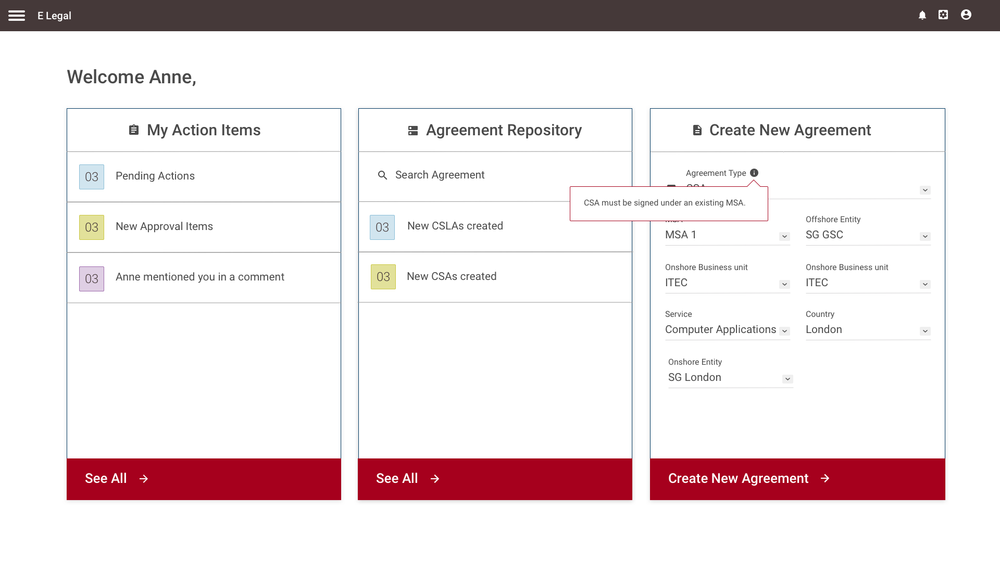 E Legal
Welcome Anne,
My Action Items
03 Pending Actions
03 New Approval Items
03 Anne mentioned you in a comment
See All
Agreement Repository
Search Agreement
03 New CSLAs created
03 New CSAs created
See All
Create New Agreement
Agreement Type
CSA
CSA must be signed under an existing MSA.
MSA
MSA 1
Offshore Entity
SG GSC
Onshore Business unit
ITEC
Onshore Business unit
ITEC
Service
Computer Applications
Country
London
Onshore Entity
SG London
Create New Agreement